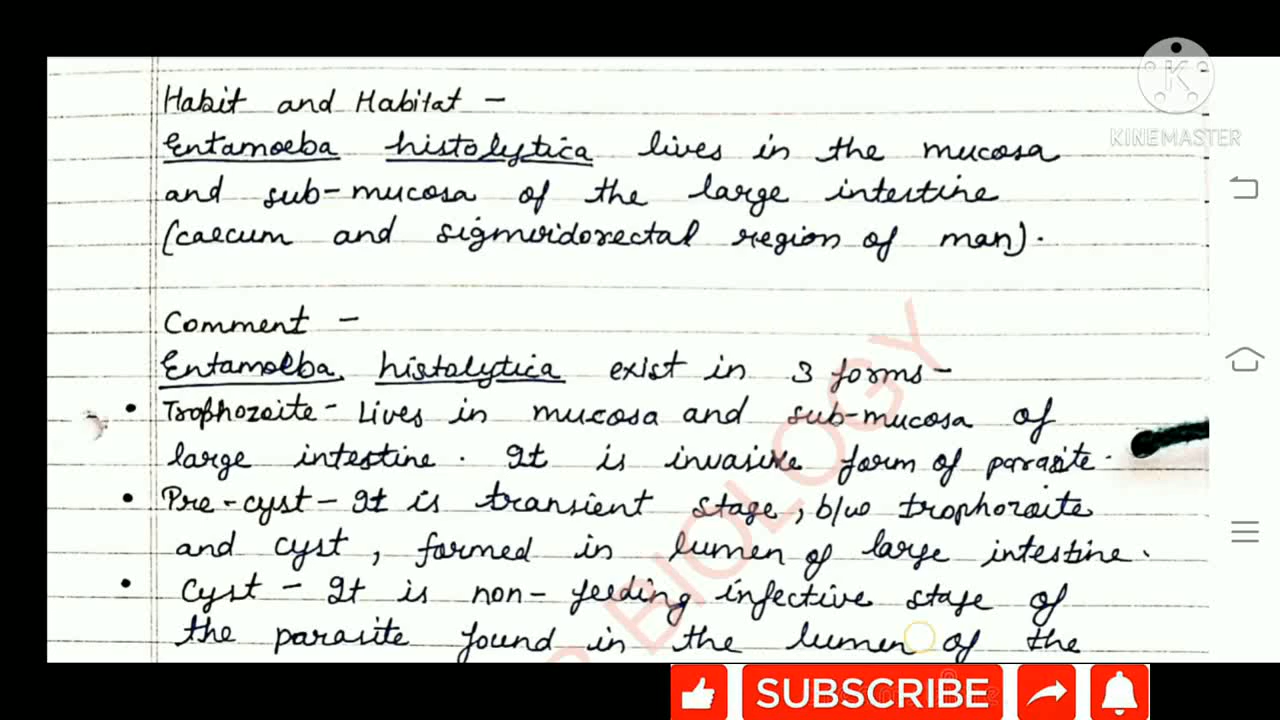 Habit and Habitat -
Entamoeba histolytica lives in the mucosa
and sub-mucosa of the large intestine
(caecum and sigmoidorectal region of man).
Comment -
Entamoeba histolytica exist in 3 forms -
• Trophozoite - Lives in mucosa and sub-mucosa of
large intestine. It is invasive form of parasite.
• Pre-cyst - It is transient stage, b/w trophozoite
and cyst, formed in lumen of large intestine.
• Cyst - It is non-feeding infective stage of
the parasite found in the lumen of the
BIOLOGY
K
KINEMASTER
SUBSCRIBE